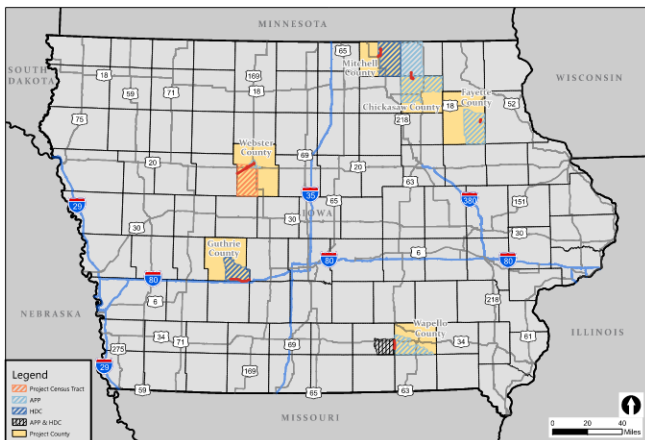 MINNESOTA
SOUTH
DAKOTA
WISCONSIN
NEBRASKA
ILLINOIS
MISSOURI
IOWA
Mitchell
County
Chickasaw County
Fayette
County
Webster
County
Guthrie
County
Wapello
County
65
18
169
18
59
71
75
218
18
52
20
69
20
63
29
35
65
380
151
30
30
30
6
80
80
80
6
218
34
71
275
29
59
69
169
65
34
63
61
Legend
Project Census Tract
APP
HDC
APP & HDC
Project County
0 20 40
Miles